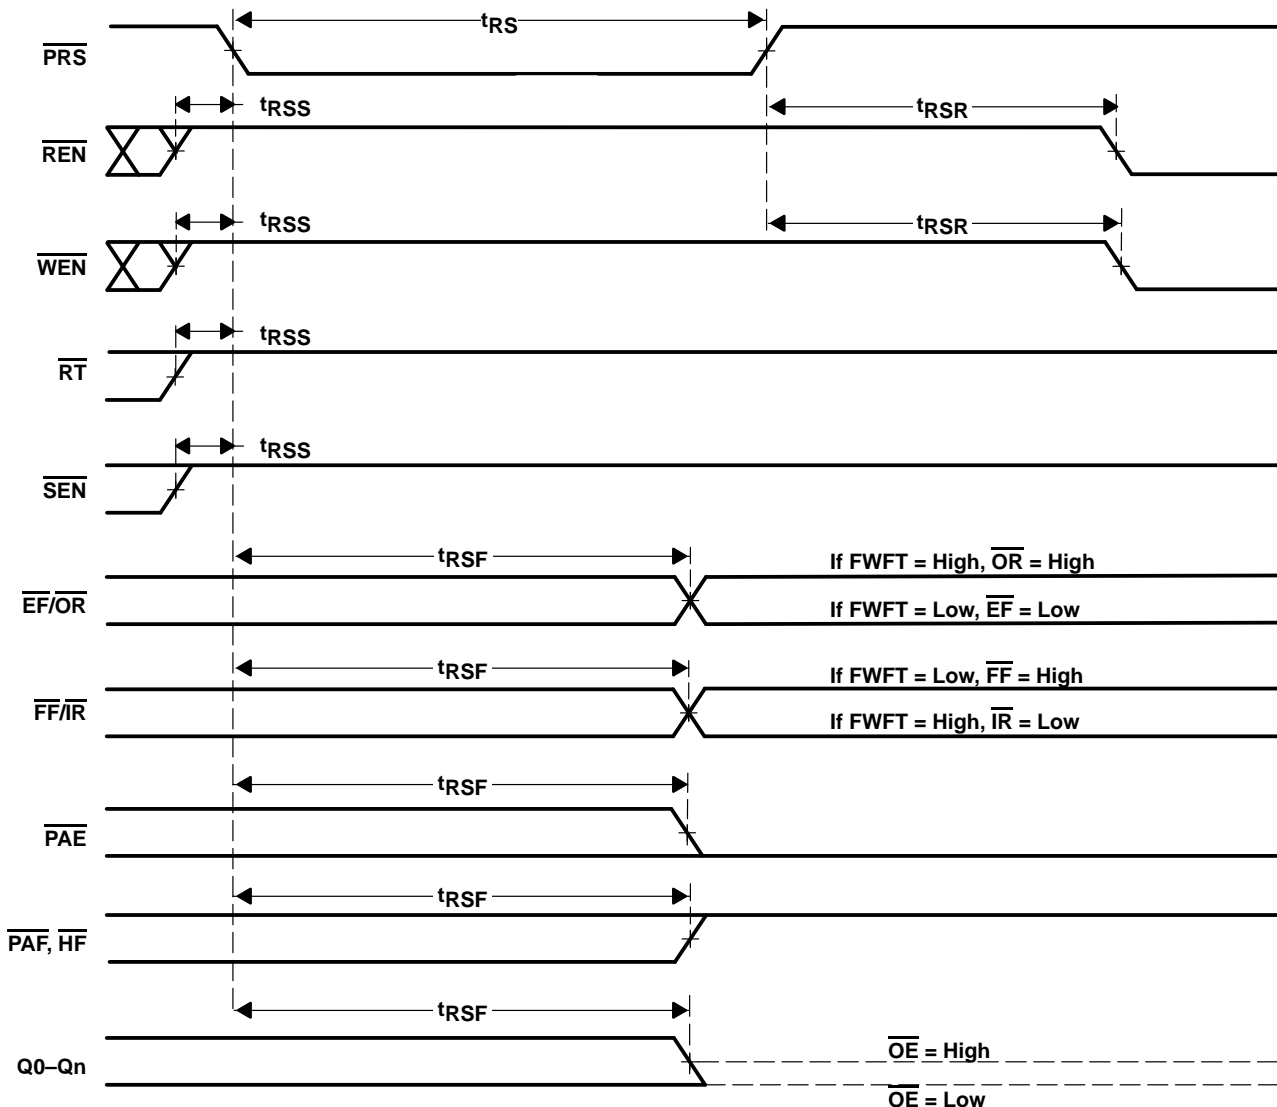 tRS
PRS
tRSS
tRSR
REN
tRSS
tRSR
WEN
tRSS
RT
tRSS
SEN
tRSF
If FWFT = High, OR = High
EF/OR
If FWFT = Low, EF = Low
tRSF
If FWFT = Low, FF = High
FF/IR
If FWFT = High, IR = Low
tRSF
PAE
tRSF
PAF, HF
tRSF
OE = High
Q0–Qn
OE = Low